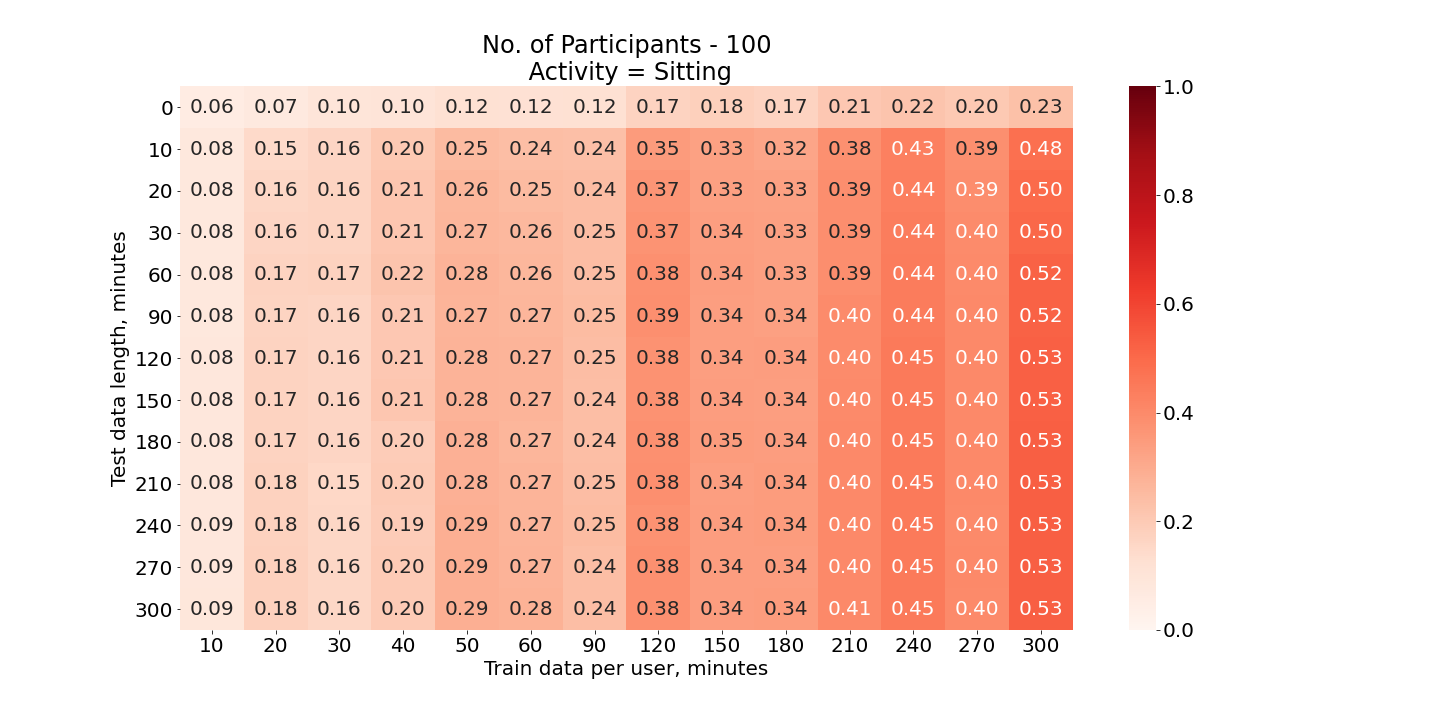 No. of Participants - 100
Activity = Sitting
0 0.06 0.07 0.10 0.10 0.12 0.12 0.12 0.17 0.18 0.17 0.21 0.22 0.20 0.23
10 0.08 0.15 0.16 0.20 0.25 0.24 0.24 0.35 0.33 0.32 0.38 0.43 0.39 0.48
20 0.08 0.16 0.16 0.21 0.26 0.25 0.24 0.37 0.33 0.33 0.39 0.44 0.39 0.50
30 0.08 0.16 0.17 0.21 0.27 0.26 0.25 0.37 0.34 0.33 0.39 0.44 0.40 0.50
60 0.08 0.17 0.17 0.22 0.28 0.26 0.25 0.38 0.34 0.33 0.39 0.44 0.40 0.52
90 0.08 0.17 0.16 0.21 0.27 0.27 0.25 0.39 0.34 0.34 0.40 0.44 0.40 0.52
120 0.08 0.17 0.16 0.21 0.28 0.27 0.25 0.38 0.34 0.34 0.40 0.45 0.40 0.53
150 0.08 0.17 0.16 0.21 0.28 0.27 0.24 0.38 0.34 0.34 0.40 0.45 0.40 0.53
180 0.08 0.17 0.16 0.20 0.28 0.27 0.24 0.38 0.35 0.34 0.40 0.45 0.40 0.53
210 0.08 0.18 0.15 0.20 0.28 0.27 0.25 0.38 0.34 0.34 0.40 0.45 0.40 0.53
240 0.09 0.18 0.16 0.19 0.29 0.27 0.25 0.38 0.34 0.34 0.40 0.45 0.40 0.53
270 0.09 0.18 0.16 0.20 0.29 0.27 0.24 0.38 0.34 0.34 0.40 0.45 0.40 0.53
300 0.09 0.18 0.16 0.20 0.29 0.28 0.24 0.38 0.34 0.34 0.41 0.45 0.40 0.53
10 20 30 40 50 60 90 120 150 180 210 240 270 300
Train data per user, minutes
Test data length, minutes
1.0
0.8
0.6
0.4
0.2
0.0